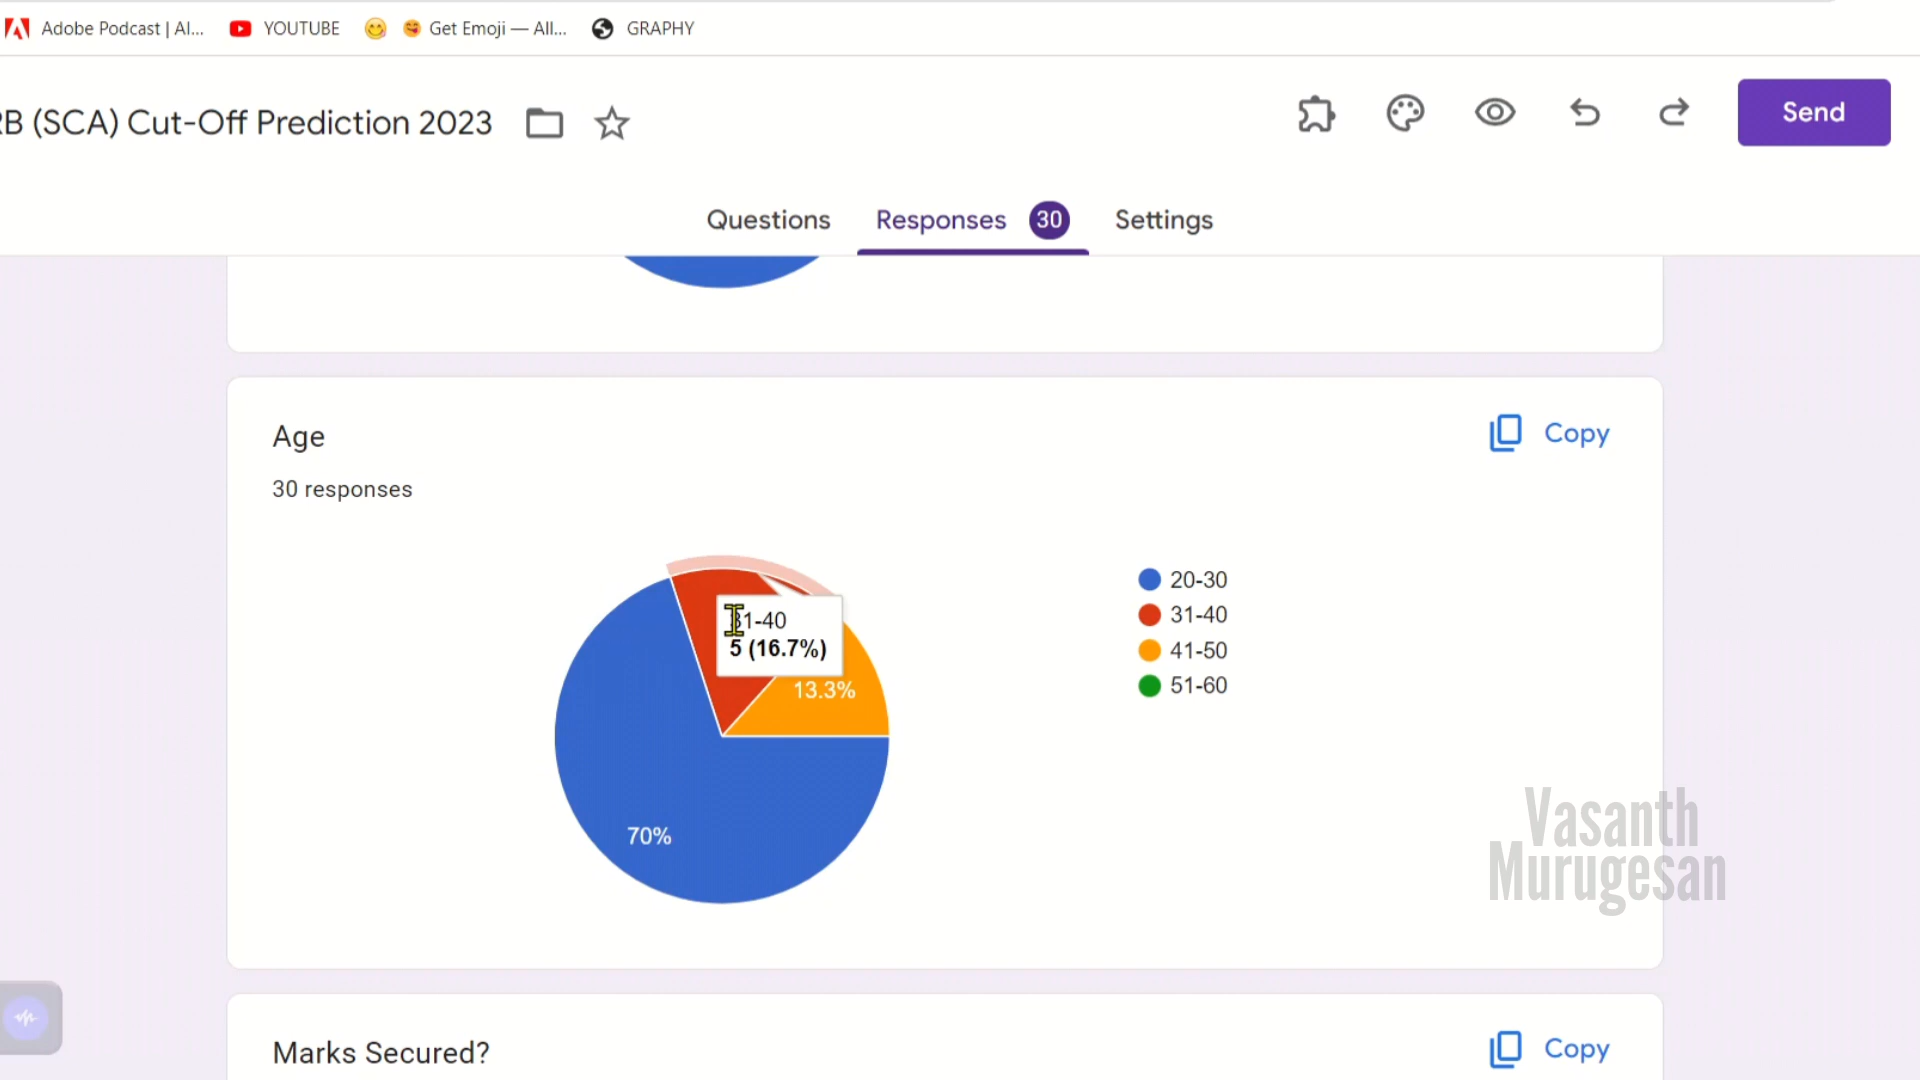 Adobe Podcast | AI... YOUTUBE Get Emoji — All... GRAPHY
RB (SCA) Cut-Off Prediction 2023
Send
Questions Responses 30 Settings
Age
Copy
30 responses
31-40
5 (16.7%)
13.3%
70%
20-30
31-40
41-50
51-60
Vasanth
Murugesan
Marks Secured?
Copy